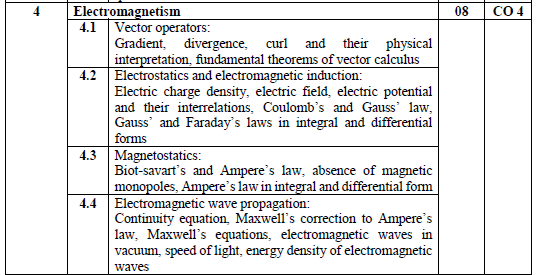 4 Electromagnetism 08 CO 4
4.1 Vector operators:
Gradient, divergence, curl and their physical
interpretation, fundamental theorems of vector calculus
4.2 Electrostatics and electromagnetic induction:
Electric charge density, electric field, electric potential
and their interrelations, Coulomb's and Gauss' law,
Gauss' and Faraday's laws in integral and differential
forms
4.3 Magnetostatics:
Biot-savart's and Ampere's law, absence of magnetic
monopoles, Ampere's law in integral and differential form
4.4 Electromagnetic wave propagation:
Continuity equation, Maxwell's correction to Ampere's
law, Maxwell's equations, electromagnetic waves in
vacuum, speed of light, energy density of electromagnetic
waves